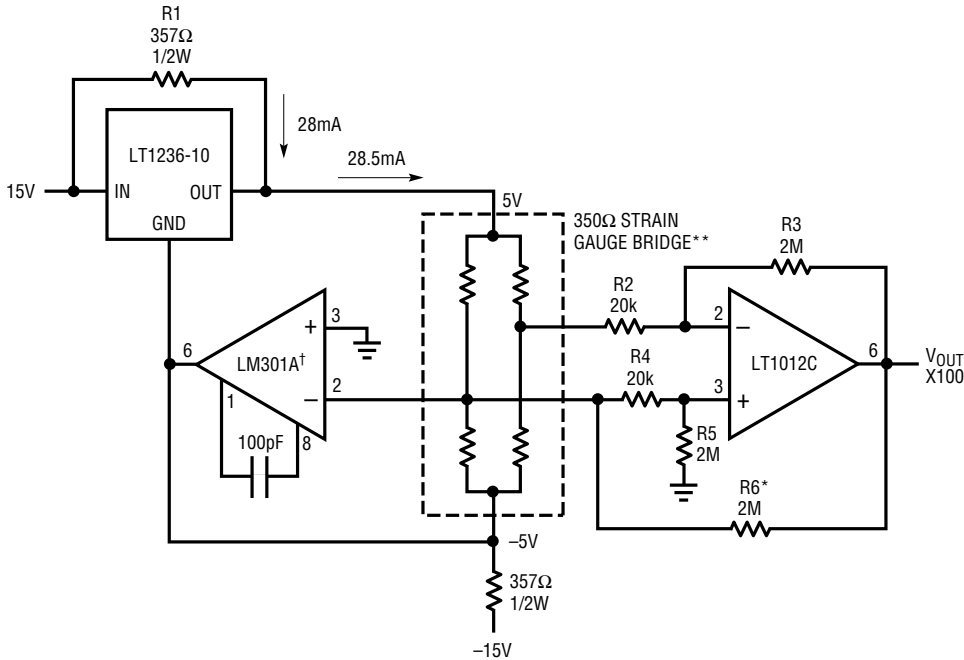 R1
357Ω
1/2W
28mA
LT1236-10
28.5mA
15V
IN
OUT
GND
5V
350Ω STRAIN
GAUGE BRIDGE**
R3
2M
R2
20k
3
+
2
–
6
LM301A†
R4
20k
LT1012C
6
VOUT
X100
2
–
3
+
1
8
100pF
R5
2M
R6*
2M
–5V
357Ω
1/2W
–15V